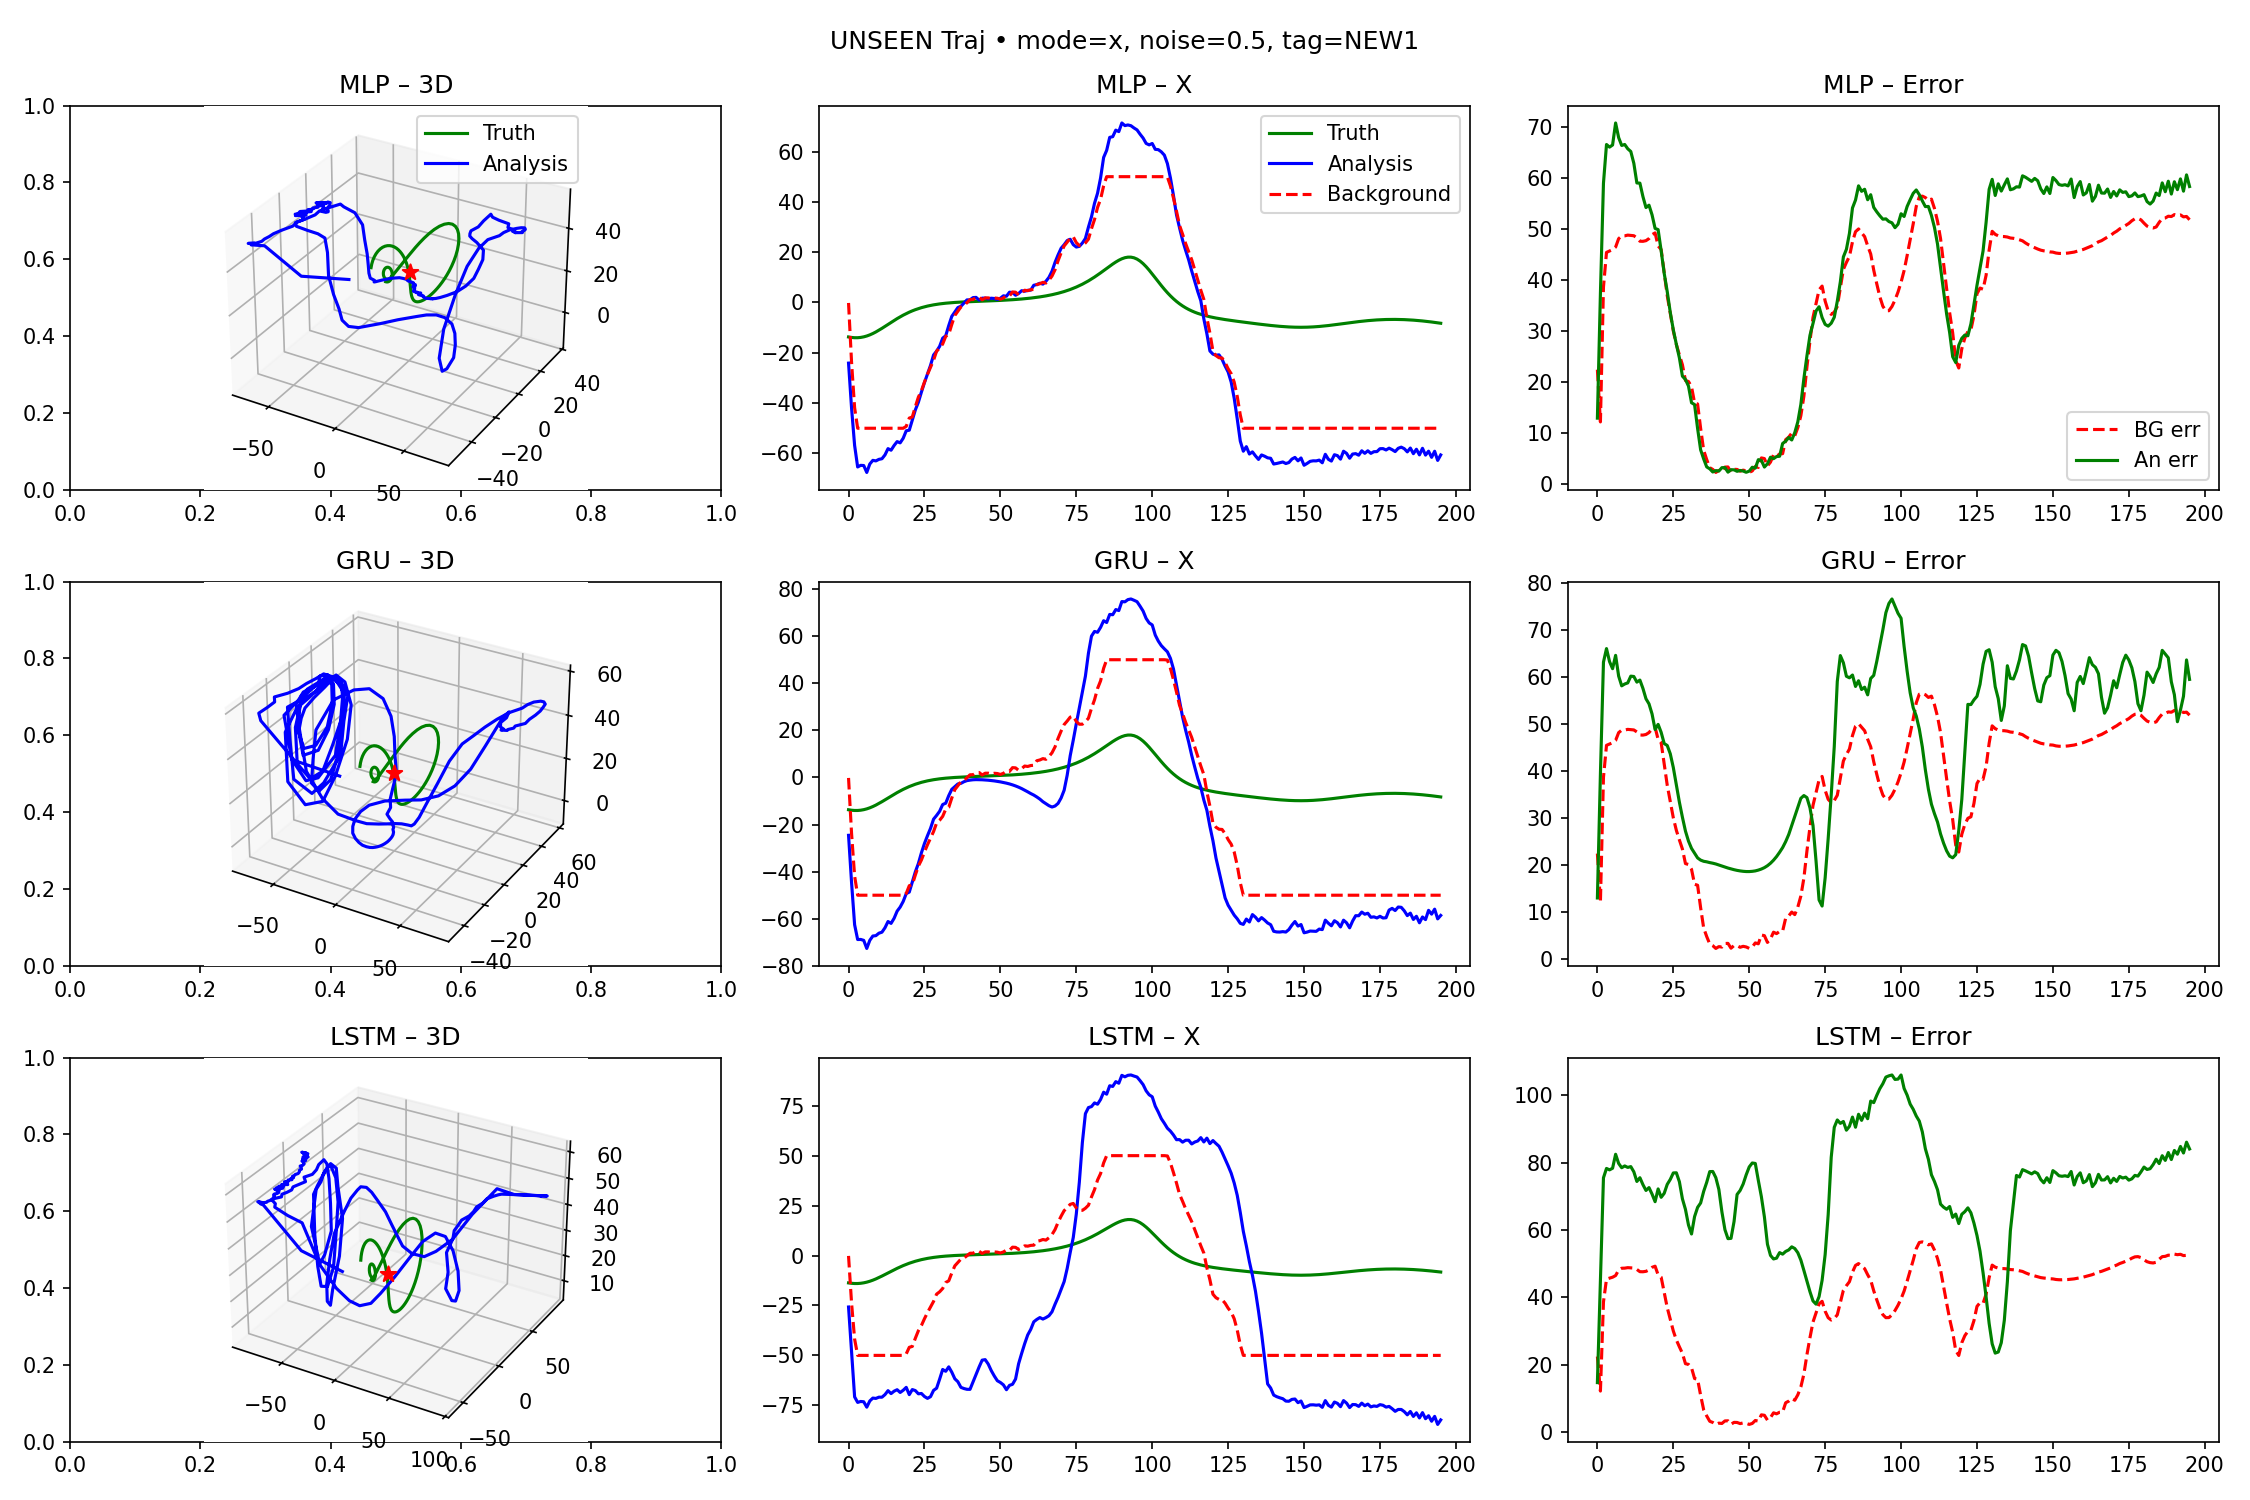 UNSEEN Traj • mode=x, noise=0.5, tag=NEW1
MLP – 3D
1.0
0.8
0.6
0.4
0.2
0.0
0.0 0.2 0.4 0.6 0.8 1.0
Truth
Analysis
40
20
0
−50 0 50
−40 −20 0 20 40
MLP – X
60
40
20
0
−20
−40
−60
0 25 50 75 100 125 150 175 200
Truth
Analysis
Background
MLP – Error
70
60
50
40
30
20
10
0
0 25 50 75 100 125 150 175 200
BG err
An err
GRU – 3D
1.0
0.8
0.6
0.4
0.2
0.0
0.0 0.2 0.4 0.6 0.8 1.0
60
40
20
0
−50 0 50
−40 −20 0 20 40 60
GRU – X
80
60
40
20
0
−20
−40
−60
−80
0 25 50 75 100 125 150 175 200
GRU – Error
80
70
60
50
40
30
20
10
0
0 25 50 75 100 125 150 175 200
LSTM – 3D
1.0
0.8
0.6
0.4
0.2
0.0
0.0 0.2 0.4 0.6 0.8 1.0
60
50
40
30
20
10
−50 0 50 100
−50 0 50
LSTM – X
75
50
25
0
−25
−50
−75
0 25 50 75 100 125 150 175 200
LSTM – Error
100
80
60
40
20
0
0 25 50 75 100 125 150 175 200